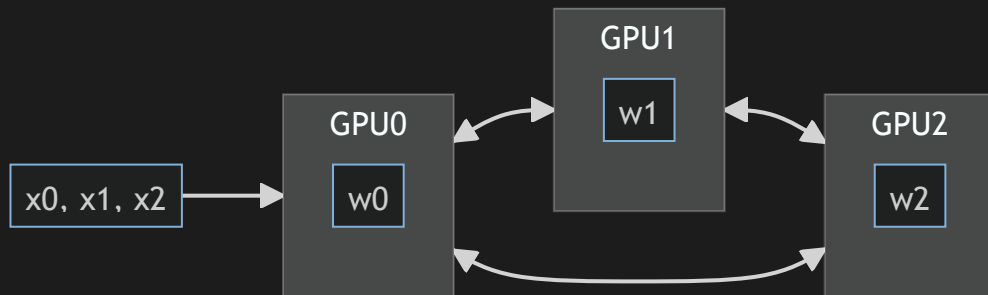 x0, x1, x2
GPU0
w0
GPU1
w1
GPU2
w2